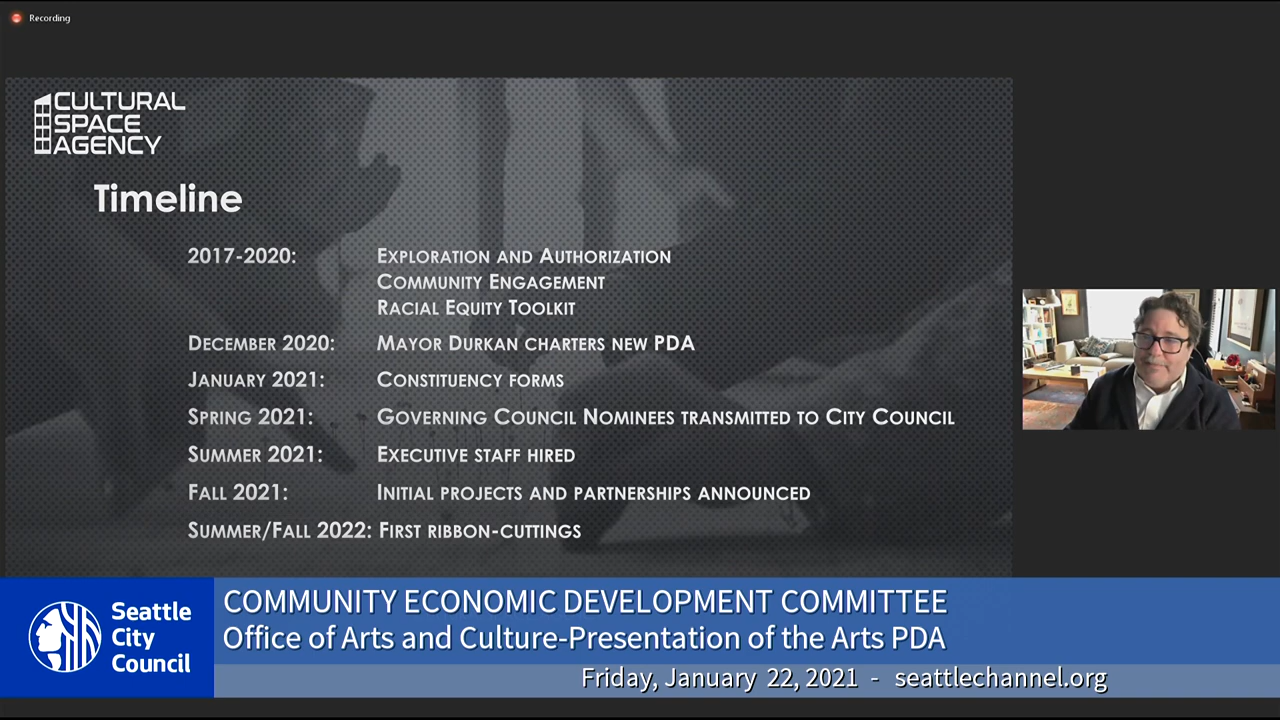 Recording
CULTURAL
SPACE
AGENCY
Timeline
2017-2020: EXPLORATION AND AUTHORIZATION
COMMUNITY ENGAGEMENT
RACIAL EQUITY TOOLKIT
DECEMBER 2020: MAYOR DURKAN CHARTERS NEW PDA
JANUARY 2021: CONSTITUENCY FORMS
SPRING 2021: GOVERNING COUNCIL NOMINEES TRANSMITTED TO CITY COUNCIL
SUMMER 2021: EXECUTIVE STAFF HIRED
FALL 2021: INITIAL PROJECTS AND PARTNERSHIPS ANNOUNCED
SUMMER/FALL 2022: FIRST RIBBON-CUTTINGS
Seattle
City
Council
COMMUNITY ECONOMIC DEVELOPMENT COMMITTEE
Office of Arts and Culture-Presentation of the Arts PDA
Friday, January 22, 2021 - seattlechannel.org